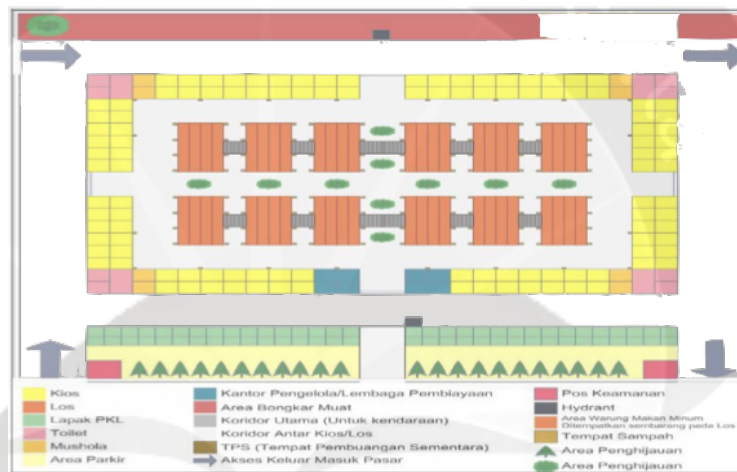 Kios
Los
Lapak PKL
Toilet
Mushola
Area Parkir
Kantor Pengelola/Lembaga Pembiayaan
Area Bongkar Muat
Koridor Utama (Untuk kendaraan)
Koridor Antar Kios/Los
TPS (Tempat Pembuangan Sementara)
Akses Keluar Masuk Pasar
Pos Keamanan
Hydrant
Area Warung Makan Minum
Ditempatkan sembarang pada Los
Tempat Sampah
Area Penghijauan
Area Penghijauan